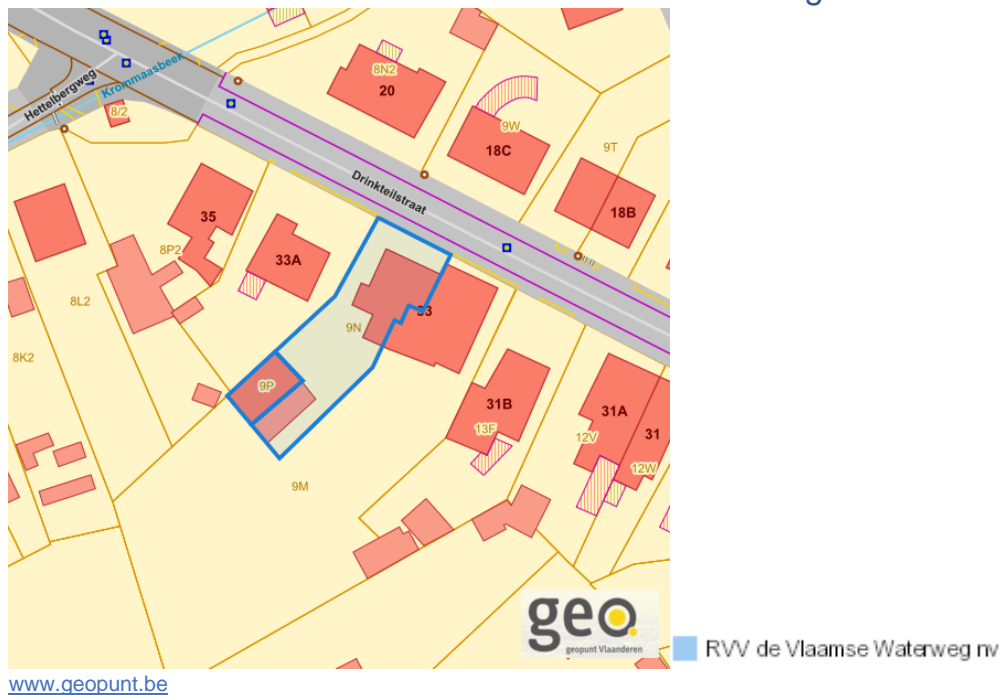 Hettelbergweg
Krommaasbeek
8/2
8N2
20
9W
18C
9T
18B
Drinkteilstraat
35
8P2
33A
8L2
9N
33
8K2
9P
31B
13F
31A
12V
31
12W
9M
geo.
geopunt Vlaanderen
RVV de Vlaamse Waterweg nv
www.geopunt.be